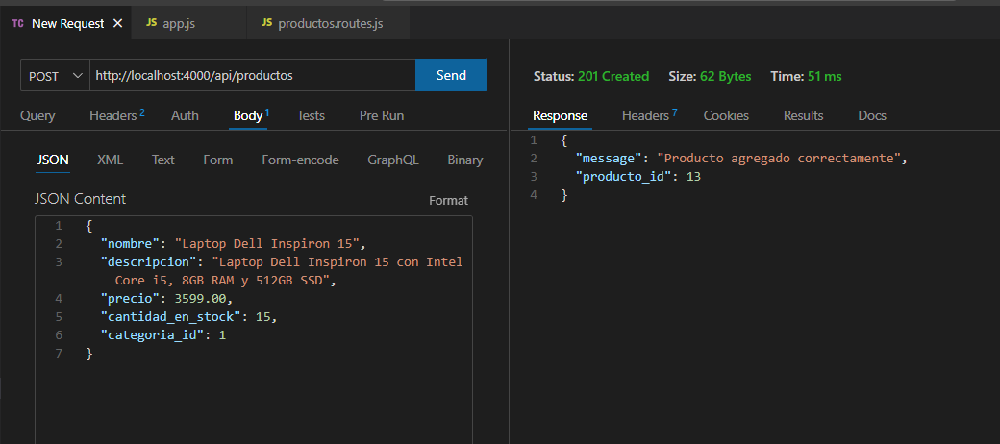 TC New Request ×
JS app.js
JS productos.routes.js
POST http://localhost:4000/api/productos Send
Query Headers 2 Auth Body 1 Tests Pre Run
JSON XML Text Form Form-encode GraphQL Binary
JSON Content Format
1 {
2 "nombre": "Laptop Dell Inspiron 15",
3 "descripcion": "Laptop Dell Inspiron 15 con Intel
Core i5, 8GB RAM y 512GB SSD",
4 "precio": 3599.00,
5 "cantidad_en_stock": 15,
6 "categoria_id": 1
7 }
Status: 201 Created Size: 62 Bytes Time: 51 ms
Response Headers 7 Cookies Results Docs
1 {
2 "message": "Producto agregado correctamente",
3 "producto_id": 13
4 }